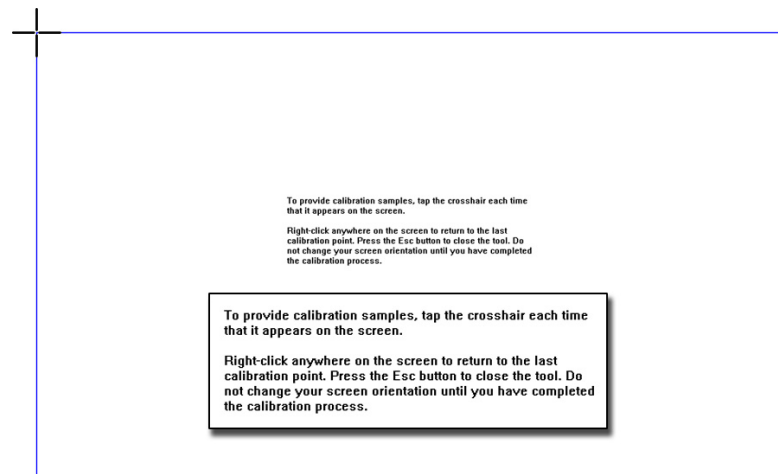 To provide calibration samples, tap the crosshair each time
that it appears on the screen.
Right-click anywhere on the screen to return to the last
calibration point. Press the Esc button to close the tool. Do
not change your screen orientation until you have completed
the calibration process.
To provide calibration samples, tap the crosshair each time
that it appears on the screen.
Right-click anywhere on the screen to return to the last
calibration point. Press the Esc button to close the tool. Do
not change your screen orientation until you have completed
the calibration process.